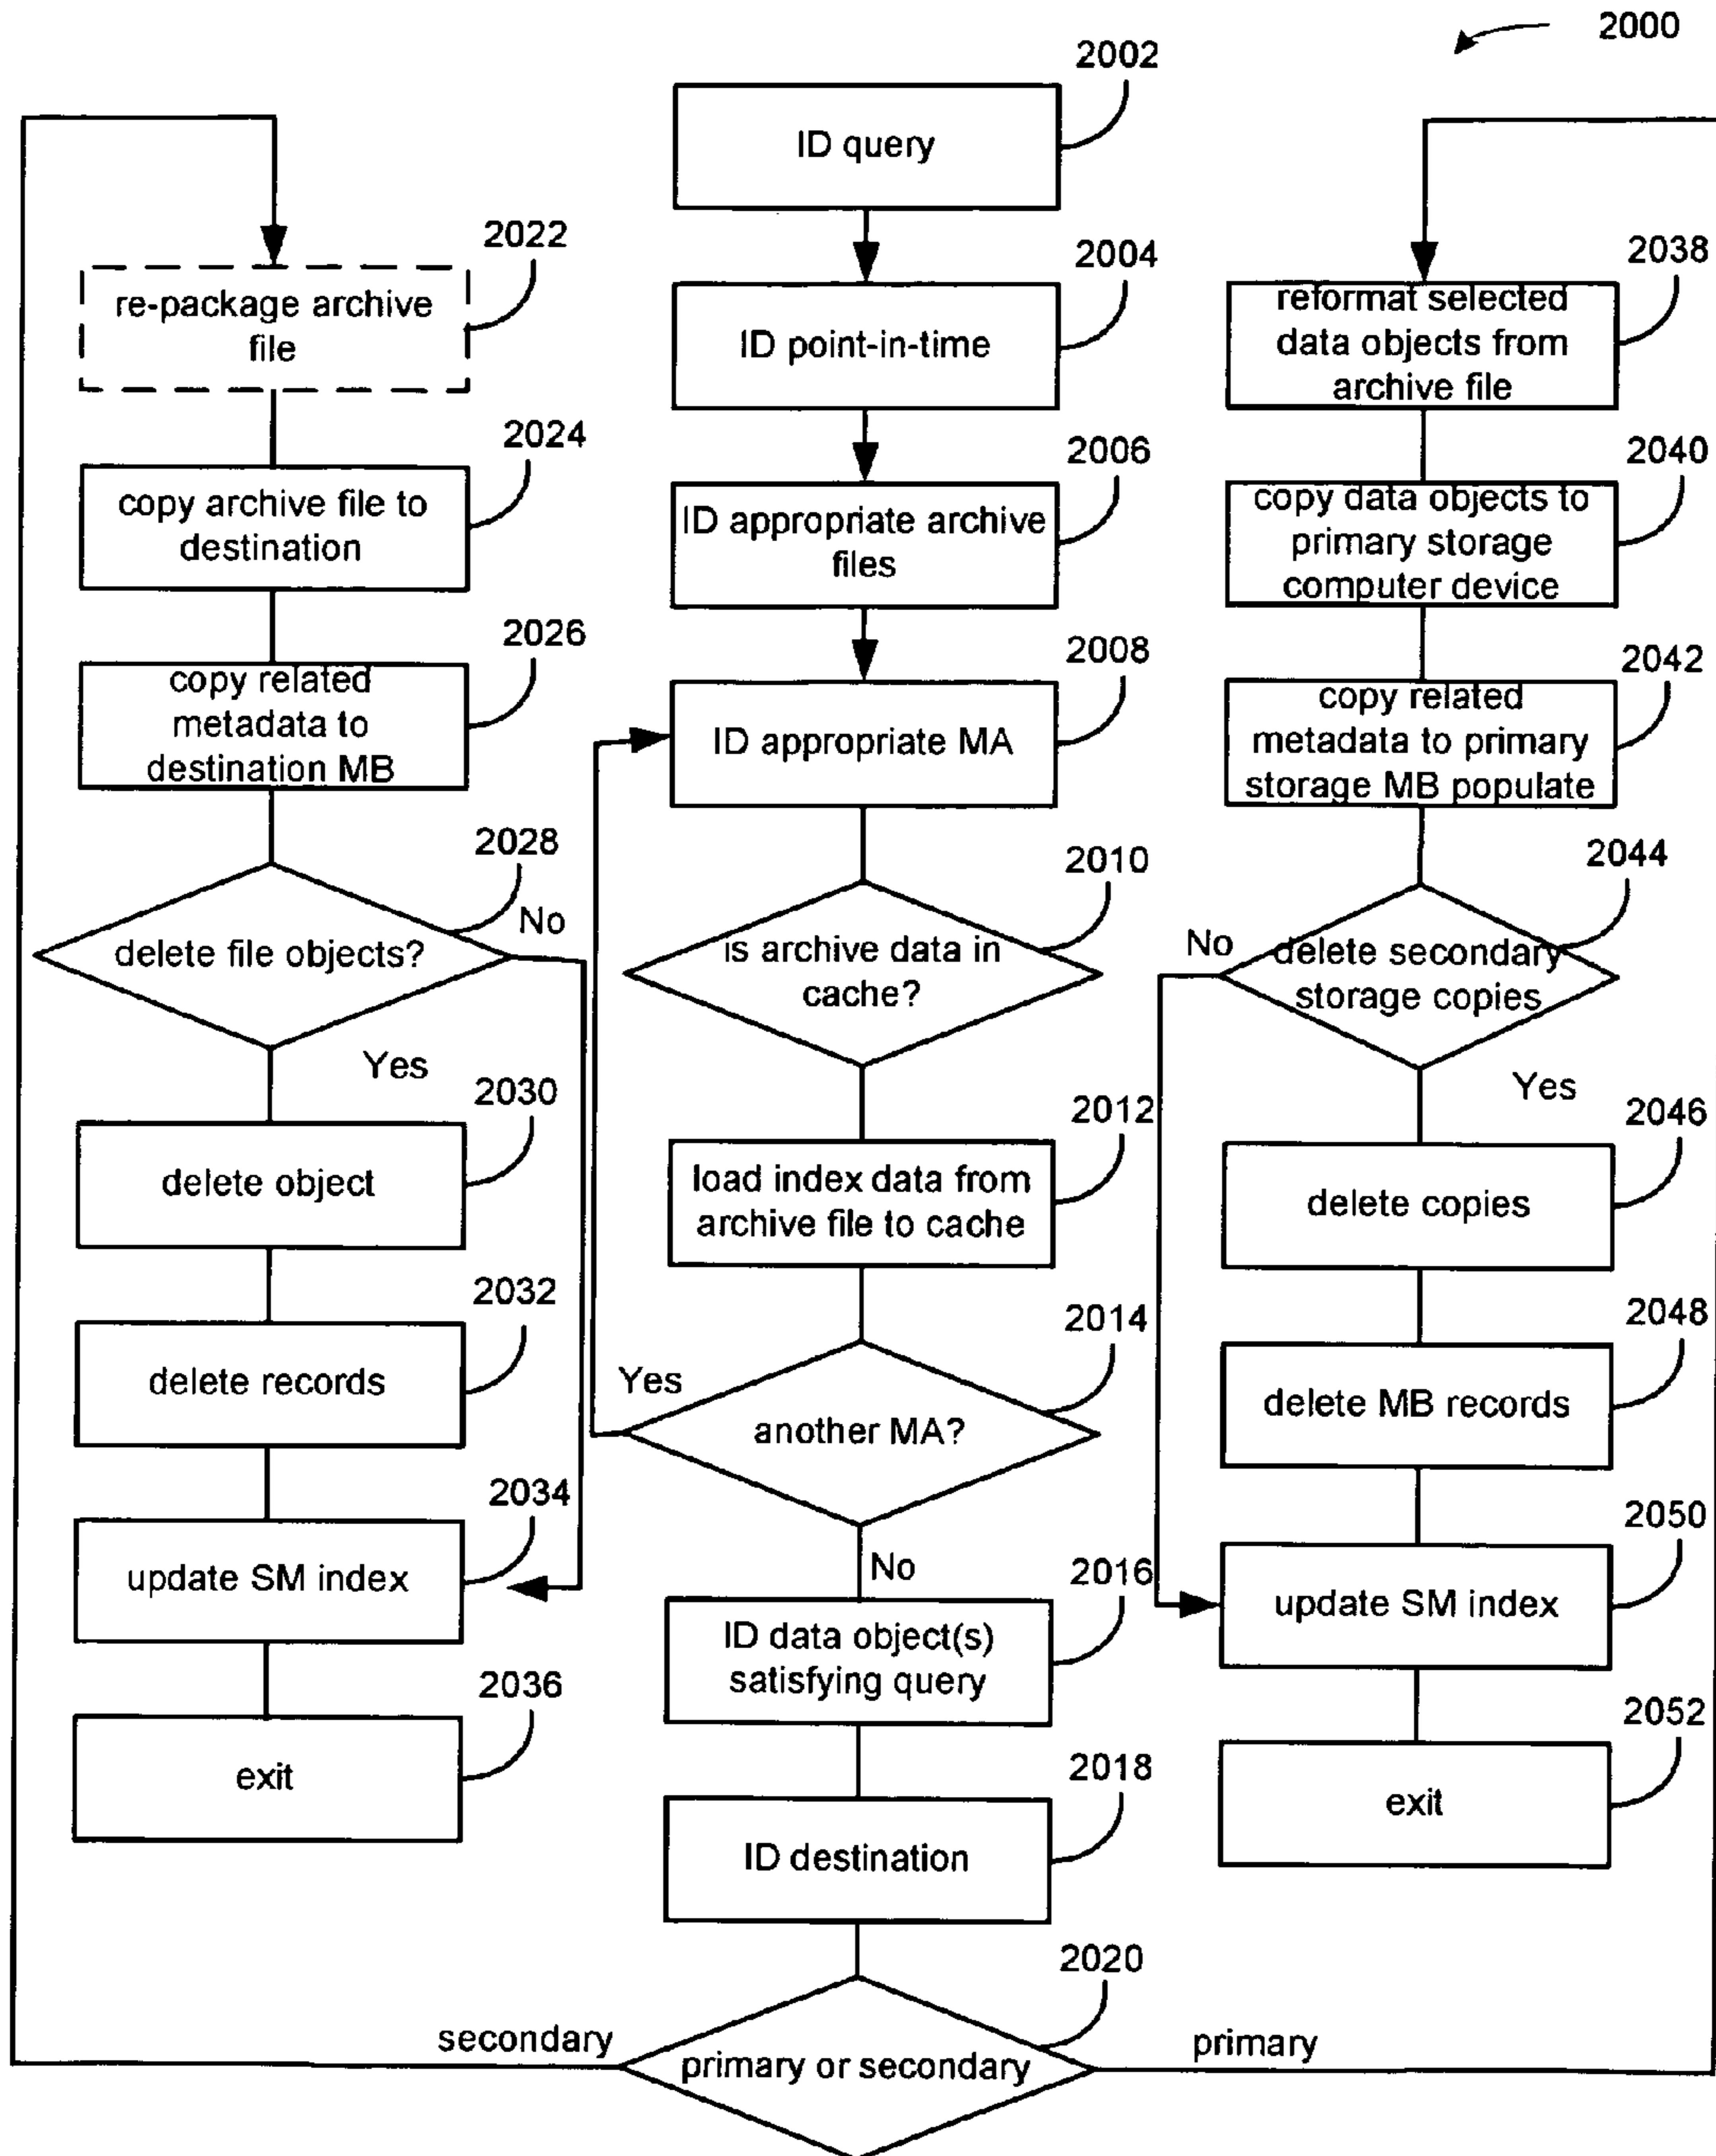 2000
2002
ID query
2004
ID point-in-time
2006
ID appropriate archive
files
2008
ID appropriate MA
2010
is archive data in
cache?
2012
load index data from
archive file to cache
2014
another MA?
Yes
No
2016
ID data object(s)
satisfying query
2018
ID destination
2020
primary or secondary
secondary
primary
2022
re-package archive
file
2024
copy archive file to
destination
2026
copy related
metadata to
destination MB
2028
delete file objects?
No
Yes
2030
delete object
2032
delete records
2034
update SM index
2036
exit
2038
reformat selected
data objects from
archive file
2040
copy data objects to
primary storage
computer device
2042
copy related
metadata to primary
storage MB populate
2044
delete secondary
storage copies
No
Yes
2046
delete copies
2048
delete MB records
2050
update SM index
2052
exit